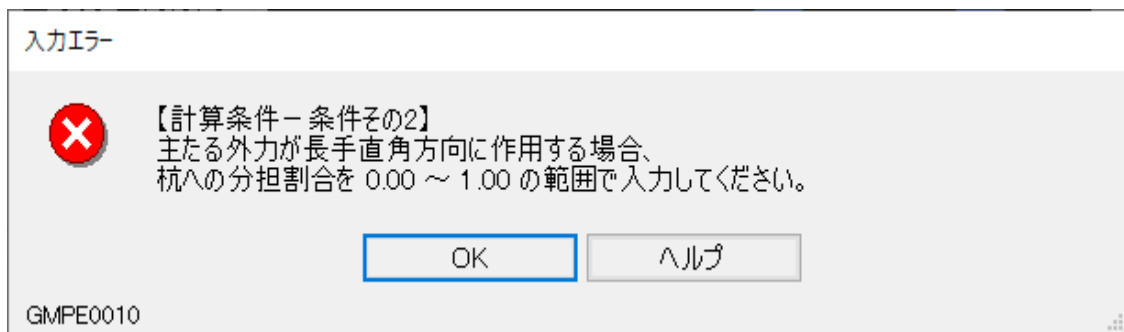 入力エラー
【計算条件－条件その2】
主たる外力が長手直角方向に作用する場合、
杭への分担割合を 0.00 ～ 1.00 の範囲で入力してください。
OK
ヘルプ
GMPE0010